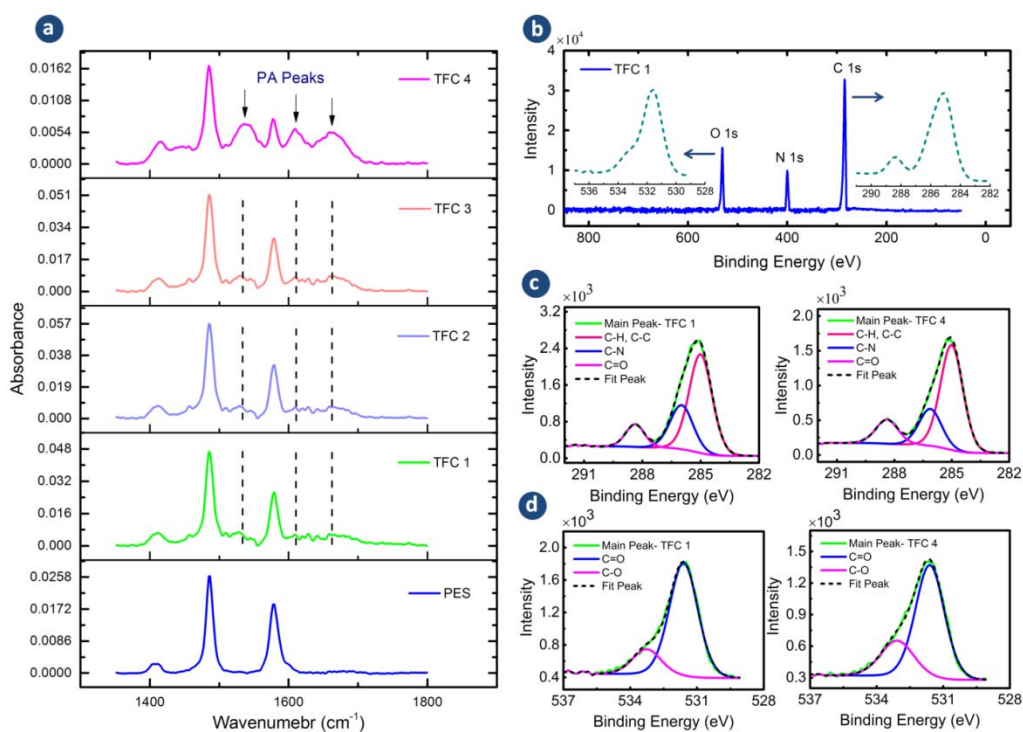 a
TFC 4
PA Peaks
0.0162
0.0108
0.0054
0.0000
TFC 3
0.051
0.034
0.017
0.000
TFC 2
0.057
0.038
0.019
0.000
TFC 1
0.048
0.032
0.016
0.000
PES
0.0258
0.0172
0.0086
0.0000
Absorbance
1400 1600 1800
Wavenumebr (cm⁻¹)
b
×10⁴
4
3
2
1
0
Intensity
TFC 1
C 1s
O 1s
N 1s
536 534 532 530 528
290 288 286 284 282
800 600 400 200 0
Binding Energy (eV)
c
×10³
3.2
2.4
1.6
0.8
0.0
Intensity
Main Peak- TFC 1
C-H, C-C
C-N
C=O
Fit Peak
291 288 285 282
Binding Energy (eV)
×10³
2.0
1.5
1.0
0.5
0.0
Intensity
Main Peak- TFC 4
C-H, C-C
C-N
C=O
Fit Peak
291 288 285 282
Binding Energy (eV)
d
×10³
2.0
1.6
1.2
0.8
0.4
Intensity
Main Peak- TFC 1
C=O
C-O
Fit Peak
537 534 531 528
Binding Energy (eV)
×10³
1.5
1.2
0.9
0.6
0.3
Intensity
Main Peak- TFC 4
C=O
C-O
Fit Peak
537 534 531 528
Binding Energy (eV)